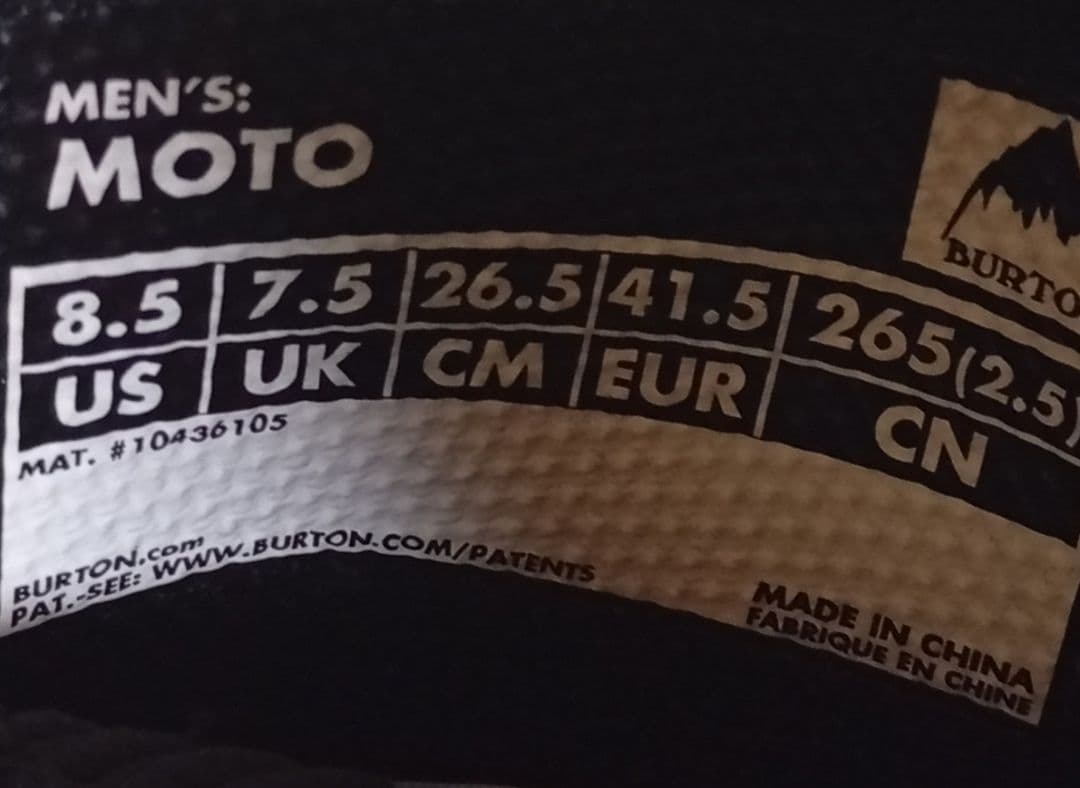 MEN'S:
MOTO
BURTO
8.5 7.5 26.5 41.5 265(2.5)
US UK CM EUR CN
MAT. #10436105
BURTON.com
PAT.-SEE: WWW.BURTON.COM/PATENTS
MADE IN CHINA
FABRIQUE EN CHINE